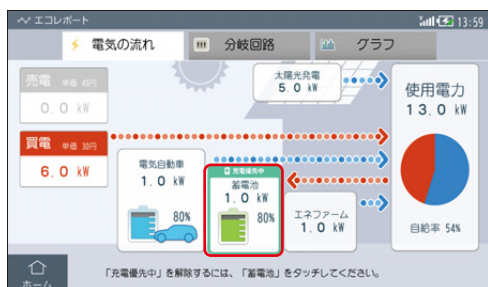 エコレポート
13:59
電気の流れ
分岐回路
グラフ
売電 単価 40円
0.0 kW
太陽光発電
5.0 kW
使用電力
13.0 kW
買電 単価 30円
6.0 kW
電気自動車
1.0 kW
80%
充電優先中
蓄電池
1.0 kW
80%
エネファーム
1.0 kW
自給率 54%
ホーム
「充電優先中」を解除するには、「蓄電池」をタッチしてください。